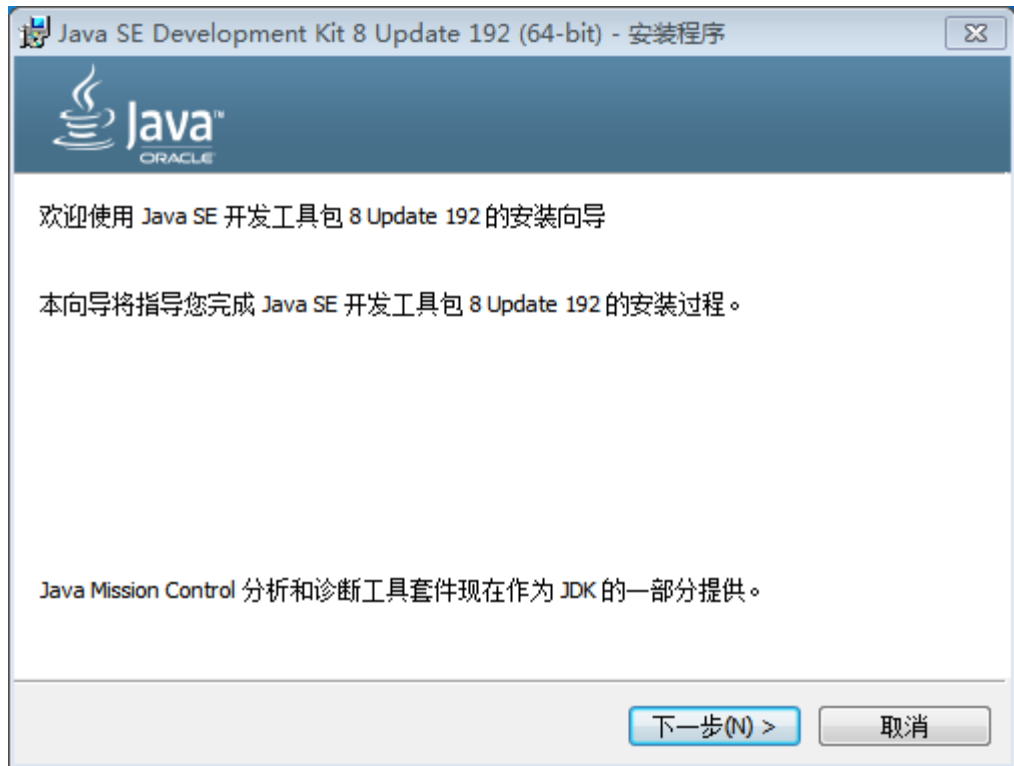 Java SE Development Kit 8 Update 192 (64-bit) - 安装程序
Java™
ORACLE
欢迎使用 Java SE 开发工具包 8 Update 192 的安装向导
本向导将指导您完成 Java SE 开发工具包 8 Update 192 的安装过程。
Java Mission Control 分析和诊断工具套件现在作为 JDK 的一部分提供。
下一步(N) > 取消